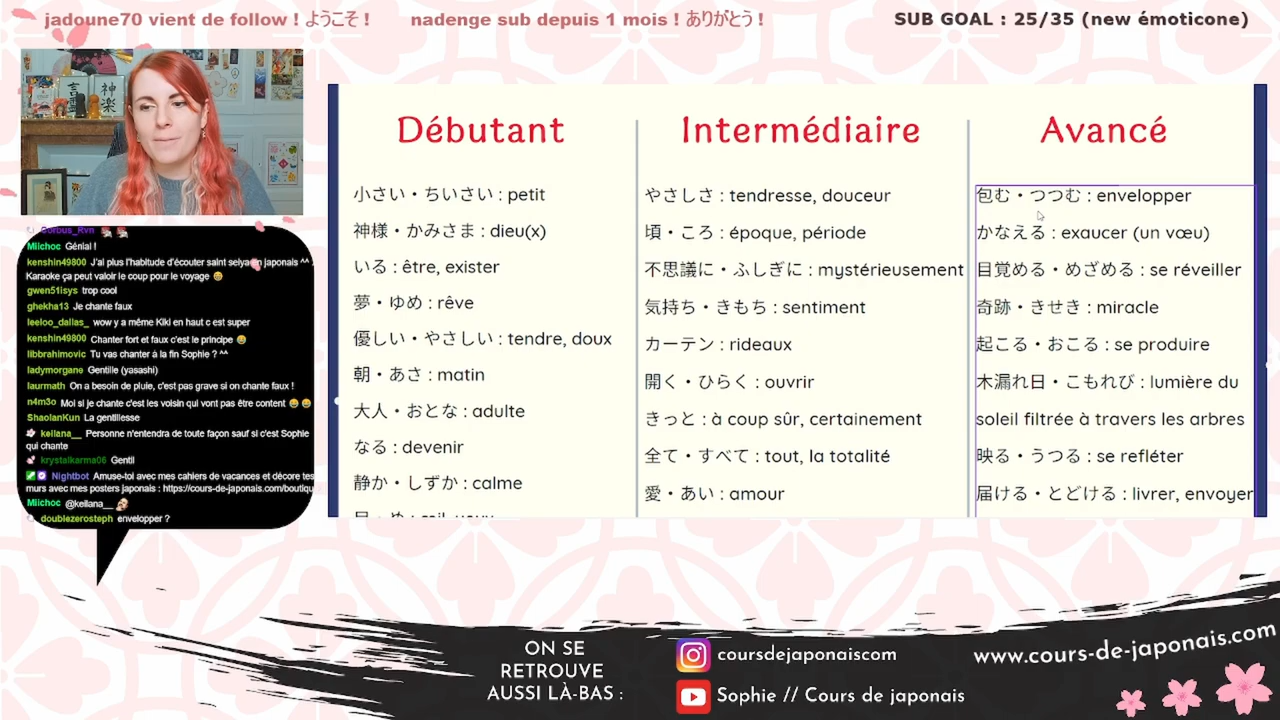 jadoune70 vient de follow ! ようこそ !
nadenge sub depuis 1 mois ! ありがとう !
SUB GOAL : 25/35 (new émoticone)
神楽
Corbus_Rvn
Miichoc Génial !
kenshin49800 J'ai plus l'habitude d'écouter saint seiya en japonais ^^
Karaoke ça peut valoir le coup pour le voyage 😄
gwen51isys trop cool
ghekha13 Je chante faux
leeloo_dallas_ wow y a même Kiki en haut c est super
kenshin49800 Chanter fort et faux c'est le principe 😄
libbrahimovic Tu vas chanter à la fin Sophie ? ^^
ladymorgane Gentille (yasashi)
laurmath On a besoin de pluie, c'est pas grave si on chante faux !
n4m3o Moi si je chante c'est les voisin qui vont pas être content 😄 😄
ShaolanKun La gentillesse
keilana__ Personne n'entendra de toute façon sauf si c'est Sophie
qui chante
krystalkarma06 Gentil
Nightbot Amuse-toi avec mes cahiers de vacances et décore tes
murs avec mes posters japonais : https://cours-de-japonais.com/boutiqu
Miichoc @keilana__
doublezerosteph envelopper ?
Débutant
小さい・ちいさい : petit
神様・かみさま : dieu(x)
いる : être, exister
夢・ゆめ : rêve
優しい・やさしい : tendre, doux
朝・あさ : matin
大人・おとな : adulte
なる : devenir
静か・しずか : calme
Intermédiaire
やさしさ : tendresse, douceur
頃・ころ : époque, période
不思議に・ふしぎに : mystérieusement
気持ち・きもち : sentiment
カーテン : rideaux
開く・ひらく : ouvrir
きっと : à coup sûr, certainement
全て・すべて : tout, la totalité
愛・あい : amour
Avancé
包む・つつむ : envelopper
かなえる : exaucer (un vœu)
目覚める・めざめる : se réveiller
奇跡・きせき : miracle
起こる・おこる : se produire
木漏れ日・こもれび : lumière du
soleil filtrée à travers les arbres
映る・うつる : se refléter
届ける・とどける : livrer, envoyer
ON SE
RETROUVE
AUSSI LÀ-BAS :
coursdejaponaiscom
Sophie // Cours de japonais
www.cours-de-japonais.com